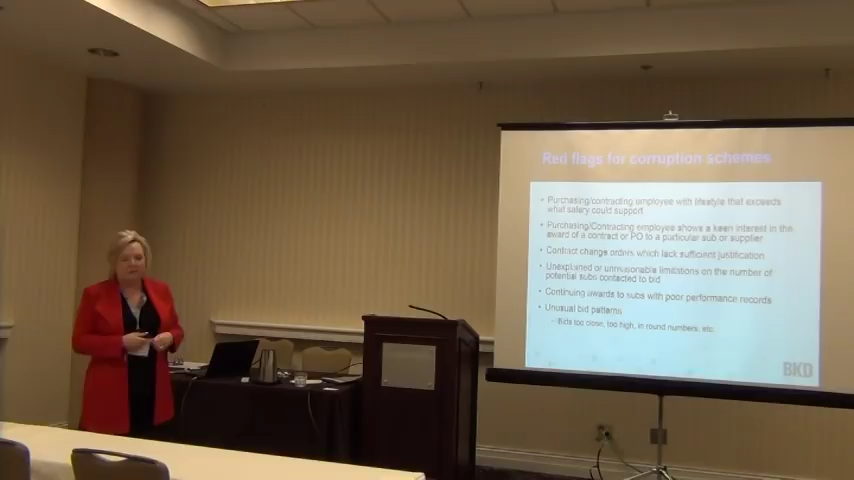 Red flags for corruption schemes
• Purchasing/contracting employee with lifestyle that exceeds
what salary could support
• Purchasing/Contracting employee shows a keen interest in the
award of a contract or PO to a particular sub or supplier
• Contract change orders which lack sufficient justification
• Unexplained or unreasonable limitations on the number of
potential subs contacted to bid
• Continuing awards to subs with poor performance records
• Unusual bid patterns
– Bids too close, too high, in round numbers, etc.
BKD